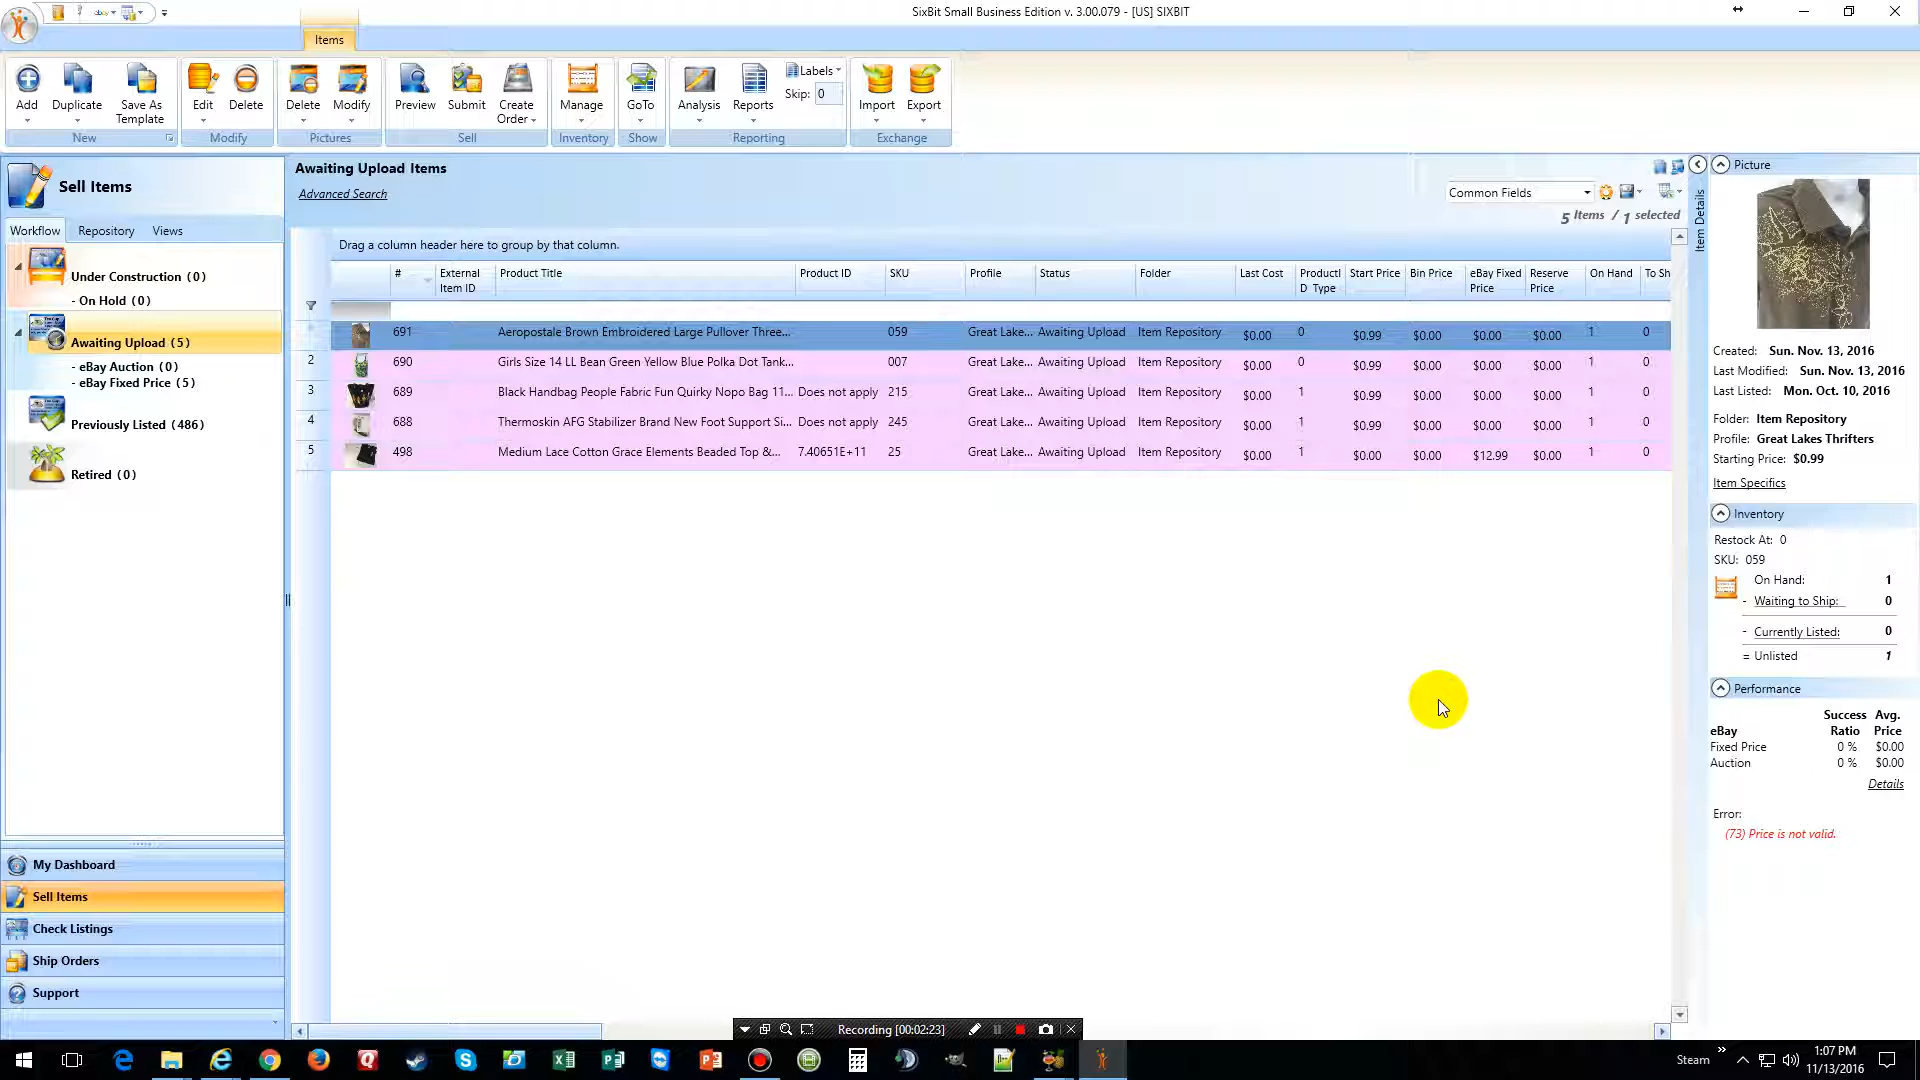 SixBit Small Business Edition v. 3.00.079 - [US] SIXBIT
Items
Add
Duplicate
Save As Template
New
Edit
Delete
Modify
Delete
Modify
Pictures
Preview
Submit
Create Order
Sell
Manage
Inventory
GoTo
Show
Analysis
Reports
Labels
Skip: 0
Reporting
Import
Export
Exchange
Sell Items
Workflow Repository Views
Under Construction (0)
- On Hold (0)
Awaiting Upload (5)
- eBay Auction (0)
- eBay Fixed Price (5)
Previously Listed (486)
Retired (0)
My Dashboard
Sell Items
Check Listings
Ship Orders
Support
Awaiting Upload Items
Advanced Search
Common Fields
5 Items / 1 selected
Drag a column header here to group by that column.
# External Item ID Product Title Product ID SKU Profile Status Folder Last Cost ProductI D Type Start Price Bin Price eBay Fixed Price Reserve Price On Hand To Sh
691 Aeropostale Brown Embroidered Large Pullover Three... 059 Great Lake... Awaiting Upload Item Repository $0.00 0 $0.99 $0.00 $0.00 $0.00 1 0
2 690 Girls Size 14 LL Bean Green Yellow Blue Polka Dot Tank... 007 Great Lake... Awaiting Upload Item Repository $0.00 0 $0.99 $0.00 $0.00 $0.00 1 0
3 689 Black Handbag People Fabric Fun Quirky Nopo Bag 11... Does not apply 215 Great Lake... Awaiting Upload Item Repository $0.00 1 $0.99 $0.00 $0.00 $0.00 1 0
4 688 Thermoskin AFG Stabilizer Brand New Foot Support Si... Does not apply 245 Great Lake... Awaiting Upload Item Repository $0.00 1 $0.99 $0.00 $0.00 $0.00 1 0
5 498 Medium Lace Cotton Grace Elements Beaded Top &... 7.40651E+11 25 Great Lake... Awaiting Upload Item Repository $0.00 1 $0.00 $0.00 $12.99 $0.00 1 0
Item Details
Picture
Created: Sun. Nov. 13, 2016
Last Modified: Sun. Nov. 13, 2016
Last Listed: Mon. Oct. 10, 2016
Folder: Item Repository
Profile: Great Lakes Thrifters
Starting Price: $0.99
Item Specifics
Inventory
Restock At: 0
SKU: 059
On Hand: 1
- Waiting to Ship: 0
- Currently Listed: 0
= Unlisted 1
Performance
eBay Success Ratio Avg. Price
Fixed Price 0 % $0.00
Auction 0 % $0.00
Details
Error:
(73) Price is not valid.
Recording [00:02:23]
Steam
1:07 PM
11/13/2016